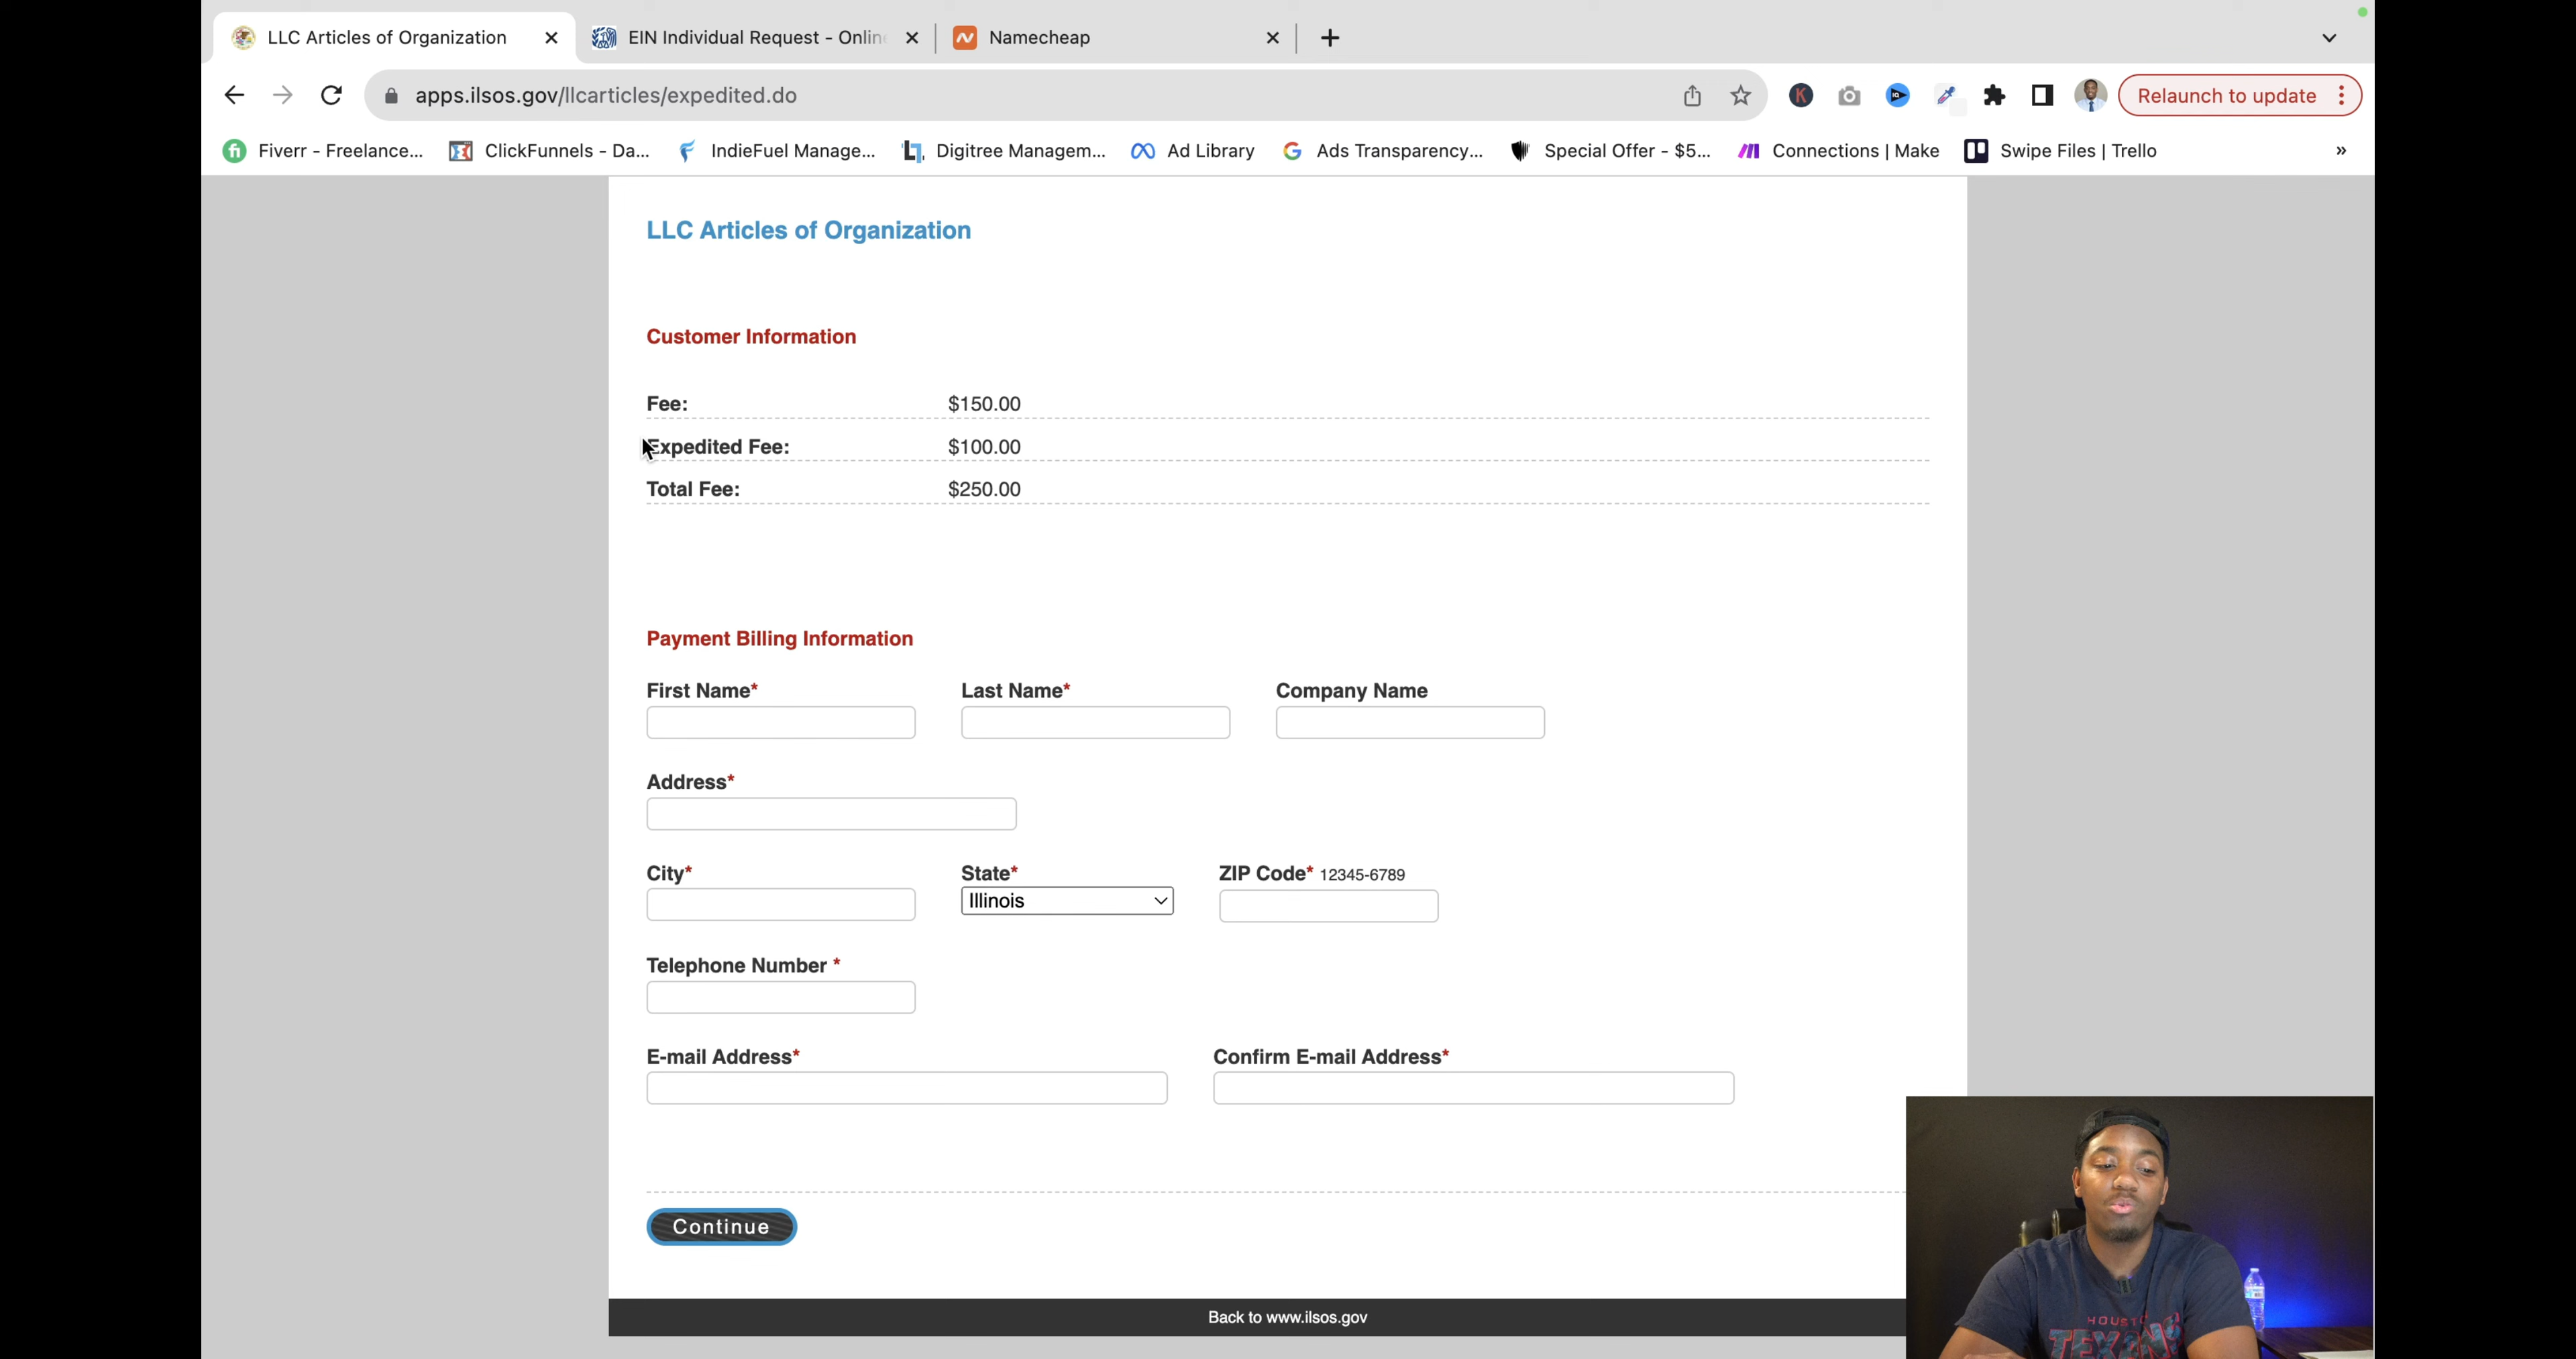 LLC Articles of Organization
EIN Individual Request - Onlin
Namecheap
apps.ilsos.gov/llcarticles/expedited.do
Relaunch to update
Fiverr - Freelance...
ClickFunnels - Da...
IndieFuel Manage...
Digitree Managem...
Ad Library
Ads Transparency...
Special Offer - $5...
Connections | Make
Swipe Files | Trello
»
LLC Articles of Organization
Customer Information
Fee: $150.00
Expedited Fee: $100.00
Total Fee: $250.00
Payment Billing Information
First Name* Last Name* Company Name
Address*
City* State* ZIP Code* 12345-6789
Illinois
Telephone Number *
E-mail Address* Confirm E-mail Address*
Continue
Back to www.ilsos.gov
HOUSTO
TEXANS